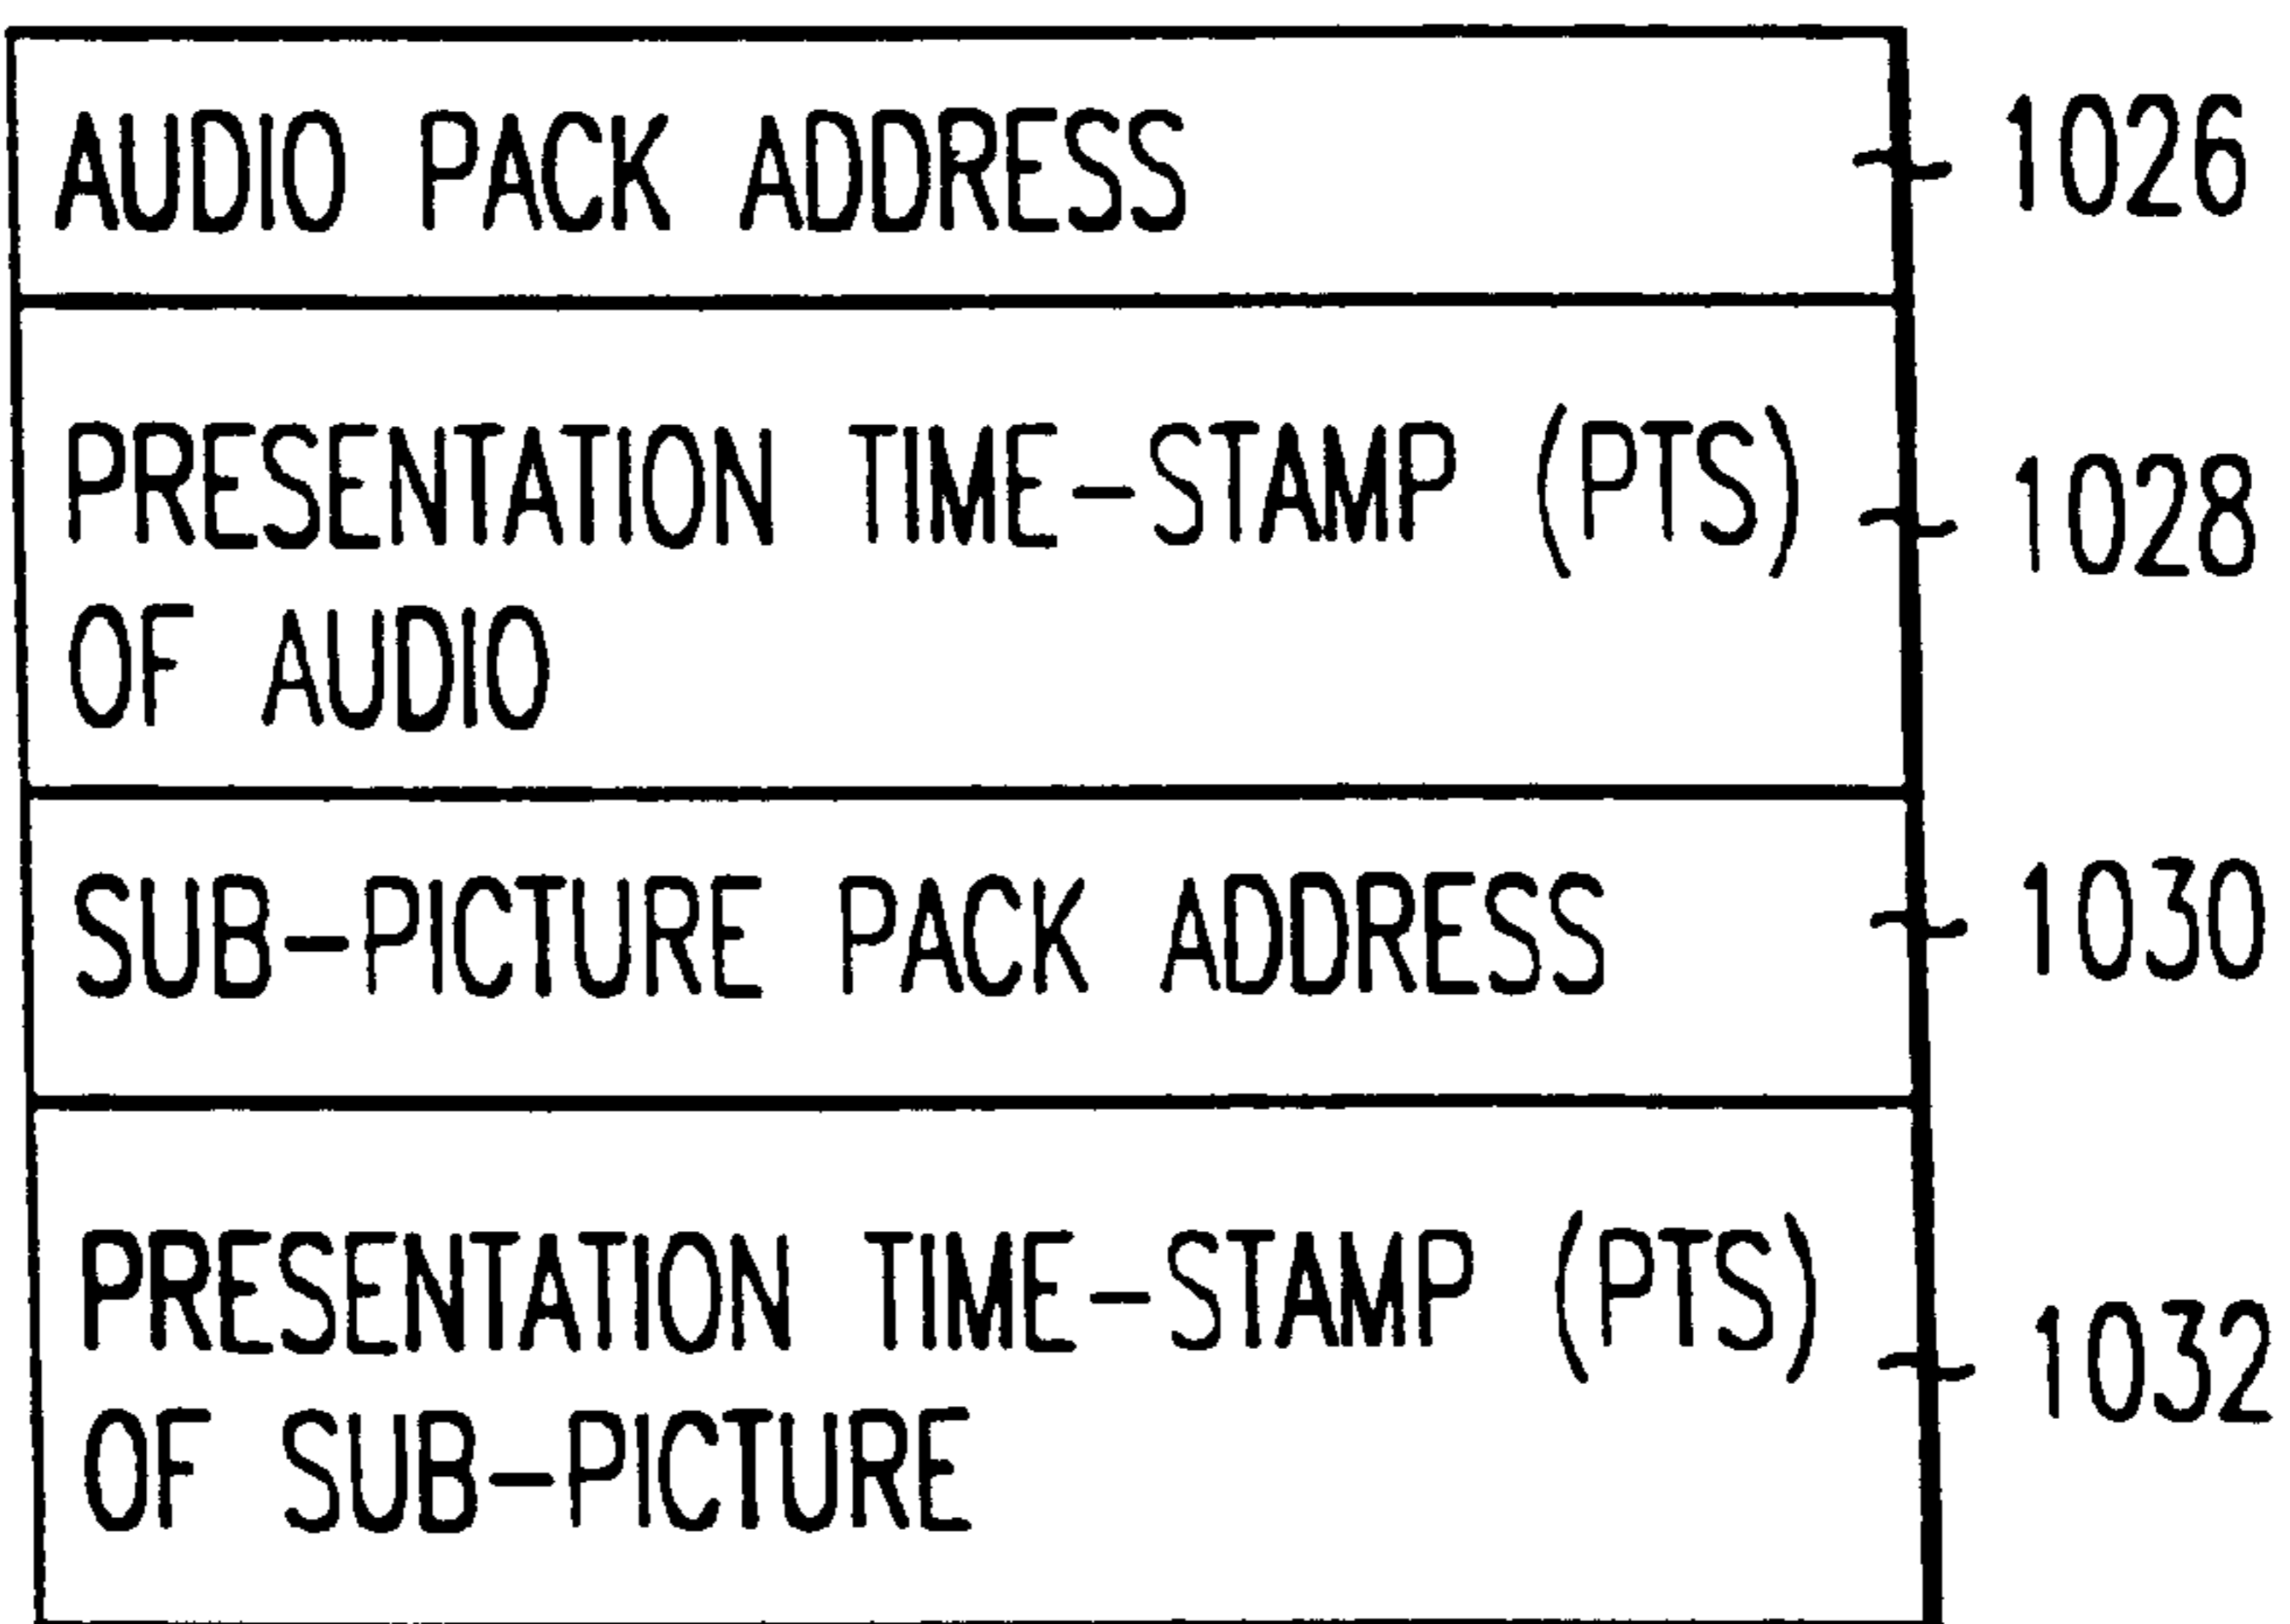 AUDIO PACK ADDRESS 1026
PRESENTATION TIME-STAMP (PTS) 1028
OF AUDIO
SUB-PICTURE PACK ADDRESS 1030
PRESENTATION TIME-STAMP (PTS) 1032
OF SUB-PICTURE